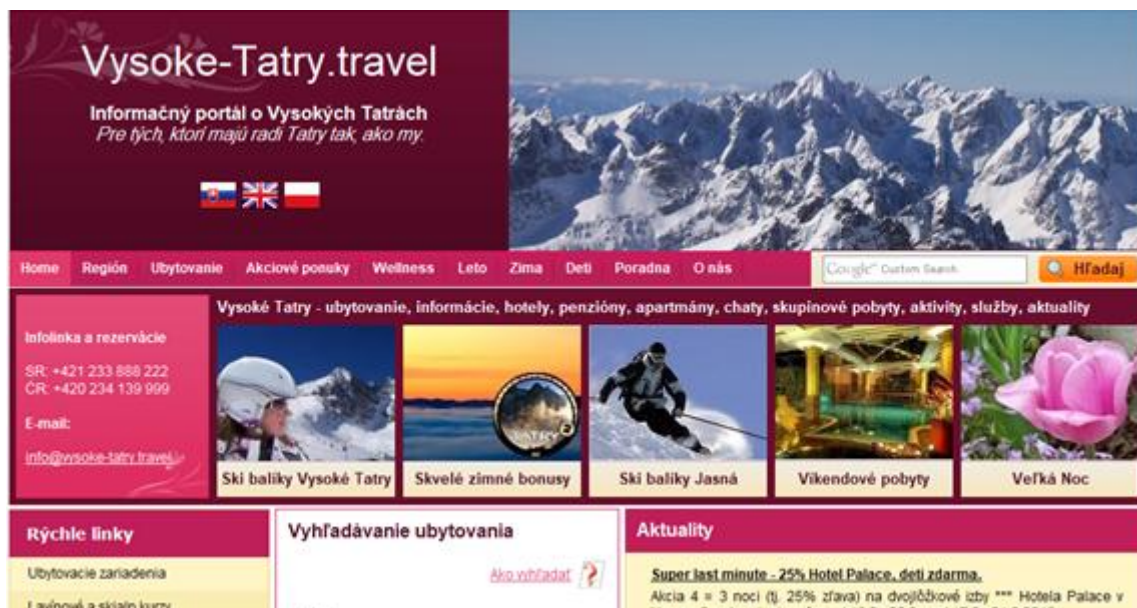 Vysoke-Tatry.travel
Informačný portál o Vysokých Tatrách
Pre tých, ktorí majú radi Tatry tak, ako my.
Home Región Ubytovanie Akciové ponuky Wellness Leto Zima Deti Poradna O nás
Google™ Custom Search
Hľadaj
Infolinka a rezervácie
SR: +421 233 888 222
ČR: +420 234 139 999
E-mail:
info@vysoke-tatry.travel
Vysoké Tatry - ubytovanie, informácie, hotely, penzióny, apartmány, chaty, skupinové pobyty, aktivity, služby, aktuality
TATRY
Ski balíky Vysoké Tatry
Skvelé zimné bonusy
Ski balíky Jasná
Víkendové pobyty
Veľká Noc
Rýchle linky
Ubytovacie zariadenia
Lavínové a skialp kurzy
Vyhľadávanie ubytovania
Ako vyhľadať
Aktuality
Super last minute - 25% Hotel Palace, deti zdarma.
Akcia 4 = 3 noci (tj. 25% zľava) na dvojlôžkové izby *** Hotela Palace v